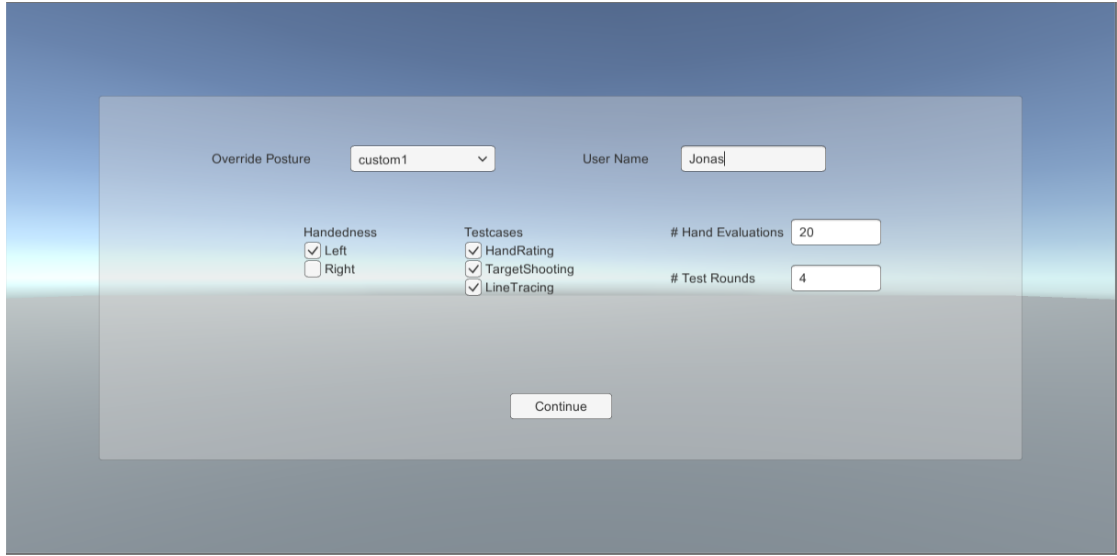 Override Posture custom1 User Name Jonas
Handedness Testcases # Hand Evaluations 20
Left HandRating
Right TargetShooting # Test Rounds 4
LineTracing
Continue